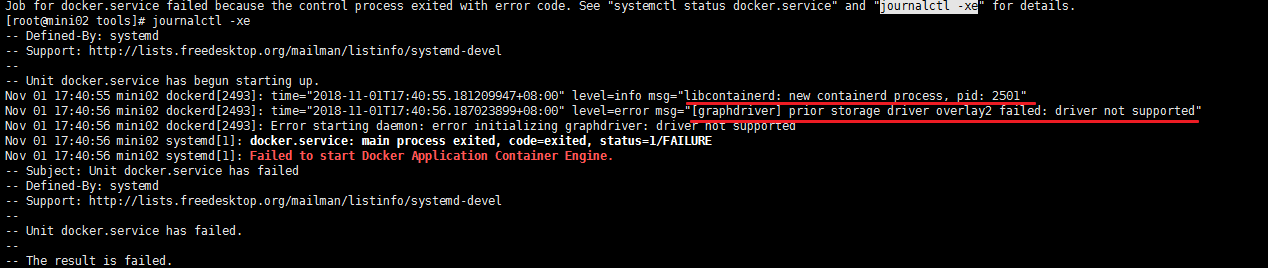 Job for docker.service failed because the control process exited with error code. See "systemctl status docker.service" and "journalctl -xe" for details.
[root@mini02 tools]# journalctl -xe
-- Defined-By: systemd
-- Support: http://lists.freedesktop.org/mailman/listinfo/systemd-devel
--
-- Unit docker.service has begun starting up.
Nov 01 17:40:55 mini02 dockerd[2493]: time="2018-11-01T17:40:55.181209947+08:00" level=info msg="libcontainerd: new containerd process, pid: 2501"
Nov 01 17:40:56 mini02 dockerd[2493]: time="2018-11-01T17:40:56.187023899+08:00" level=error msg="[graphdriver] prior storage driver overlay2 failed: driver not supported"
Nov 01 17:40:56 mini02 dockerd[2493]: Error starting daemon: error initializing graphdriver: driver not supported
Nov 01 17:40:56 mini02 systemd[1]: docker.service: main process exited, code=exited, status=1/FAILURE
Nov 01 17:40:56 mini02 systemd[1]: Failed to start Docker Application Container Engine.
-- Subject: Unit docker.service has failed
-- Defined-By: systemd
-- Support: http://lists.freedesktop.org/mailman/listinfo/systemd-devel
--
-- Unit docker.service has failed.
--
-- The result is failed.